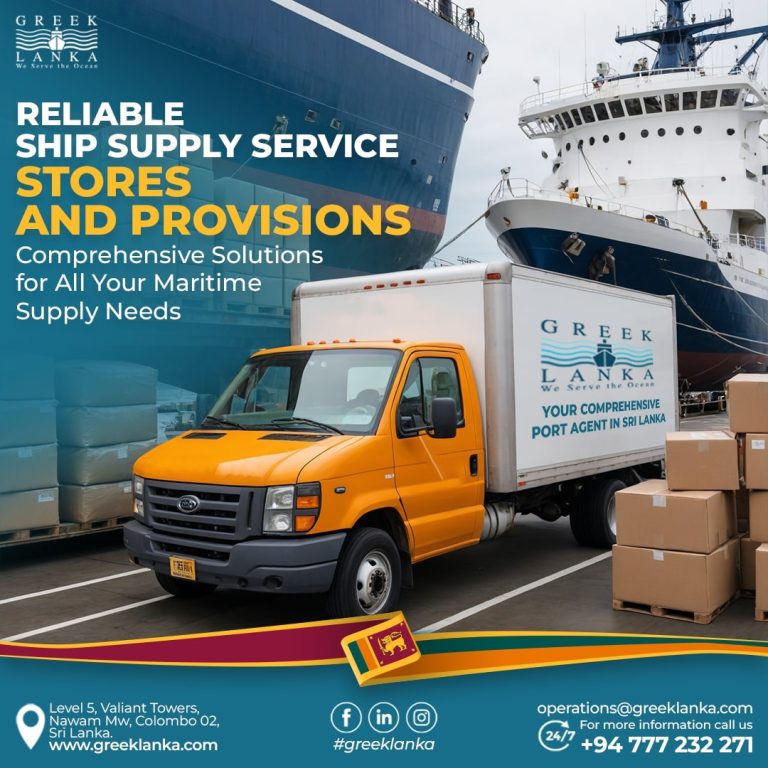 GREEK
LANKA
We Serve the Ocean
RELIABLE
SHIP SUPPLY SERVICE
STORES
AND PROVISIONS
Comprehensive Solutions
for All Your Maritime
Supply Needs
GREEK
LANKA
We Serve the Ocean
YOUR COMPREHENSIVE
PORT AGENT IN SRI LANKA
Level 5, Valiant Towers,
Nawam Mw, Colombo 02,
Sri Lanka.
www.greeklanka.com
#greeklanka
operations@greeklanka.com
24/7
For more information call us
+94 777 232 271